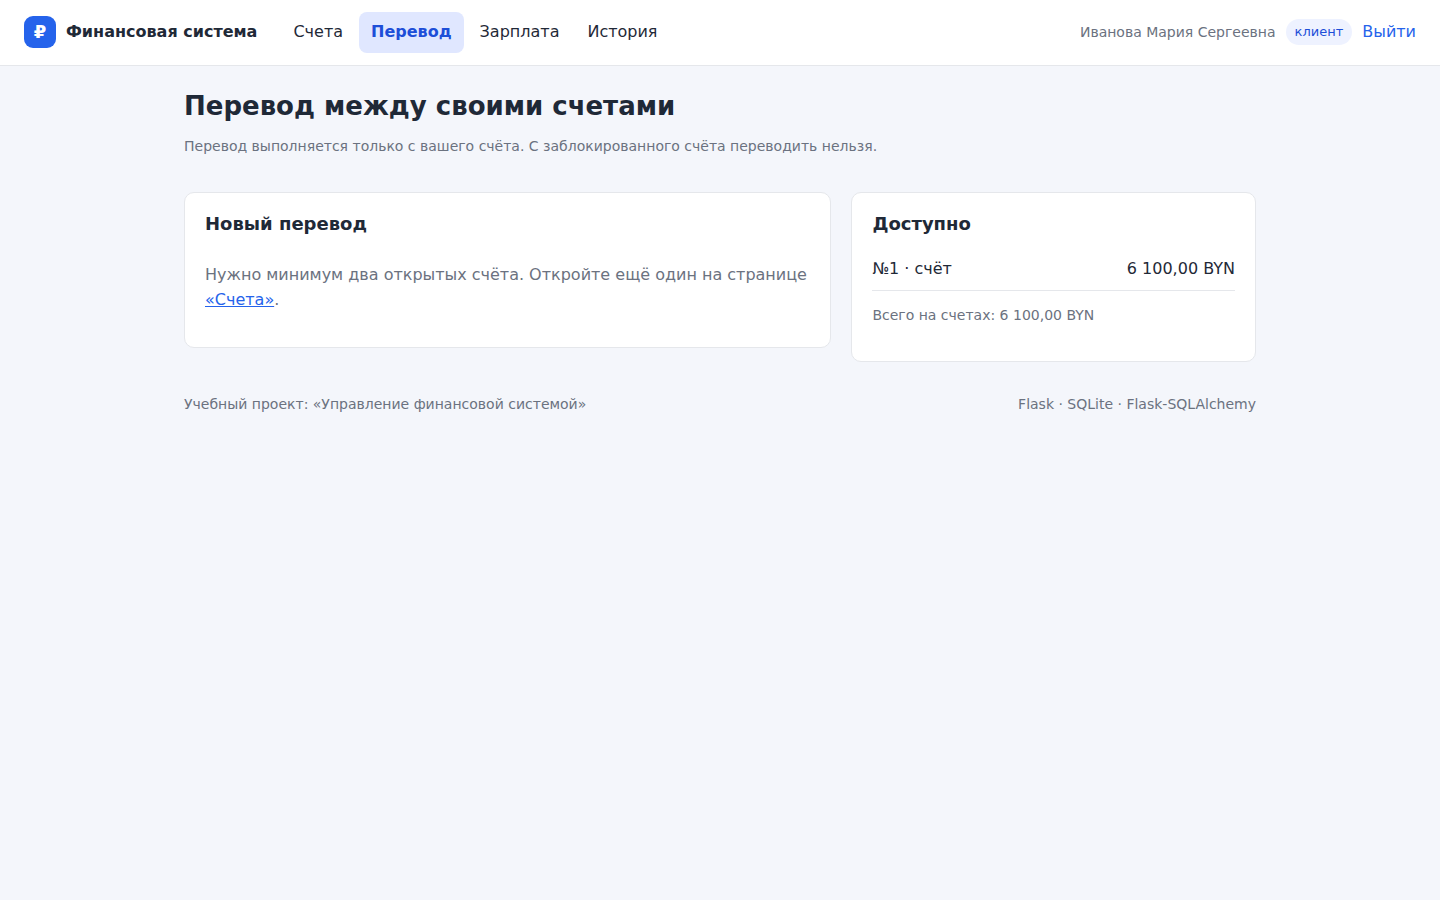 ₽ Финансовая система Счета Перевод Зарплата История Иванова Мария Сергеевна клиент Выйти
Перевод между своими счетами
Перевод выполняется только с вашего счёта. С заблокированного счёта переводить нельзя.
Новый перевод
Нужно минимум два открытых счёта. Откройте ещё один на странице
«Счета».
Доступно
№1 · счёт 6 100,00 BYN
Всего на счетах: 6 100,00 BYN
Учебный проект: «Управление финансовой системой» Flask · SQLite · Flask-SQLAlchemy